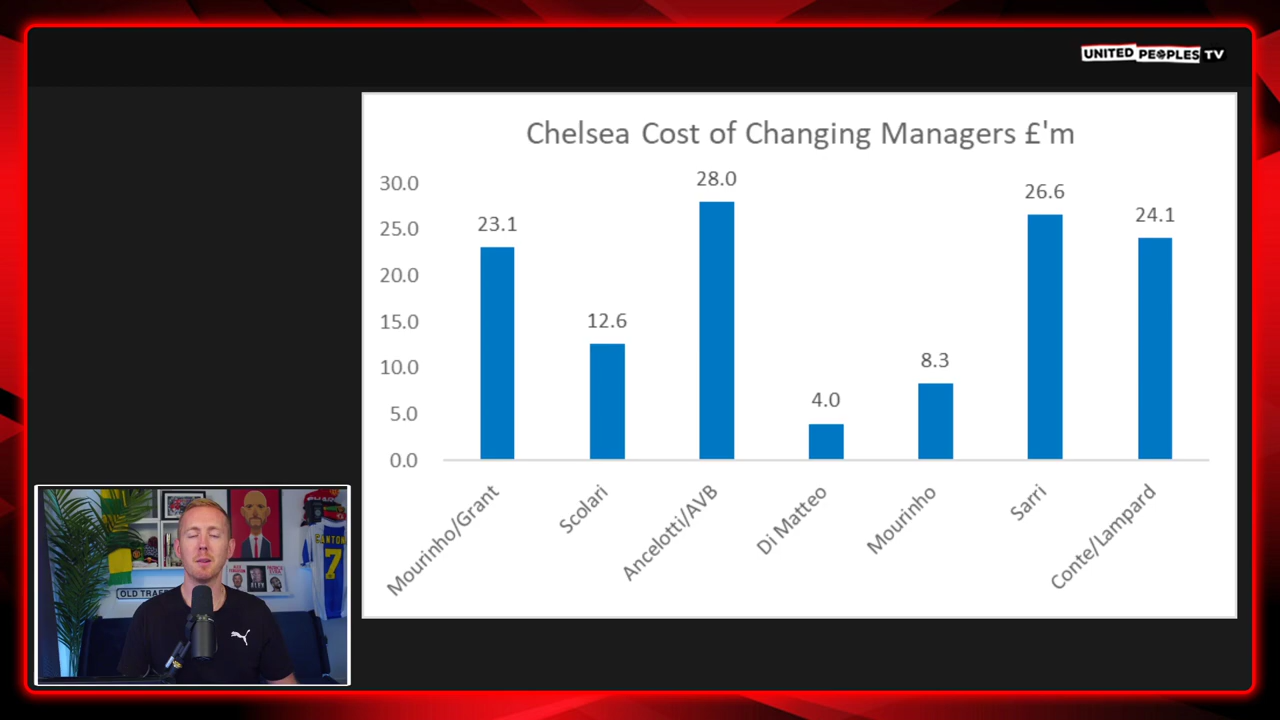 UNITED PEOPLES TV
Chelsea Cost of Changing Managers £'m
30.0
25.0
20.0
15.0
10.0
5.0
0.0
23.1
12.6
28.0
4.0
8.3
26.6
24.1
Mourinho/Grant
Scolari
Ancelotti/AVB
Di Matteo
Mourinho
Sarri
Conte/Lampard
7